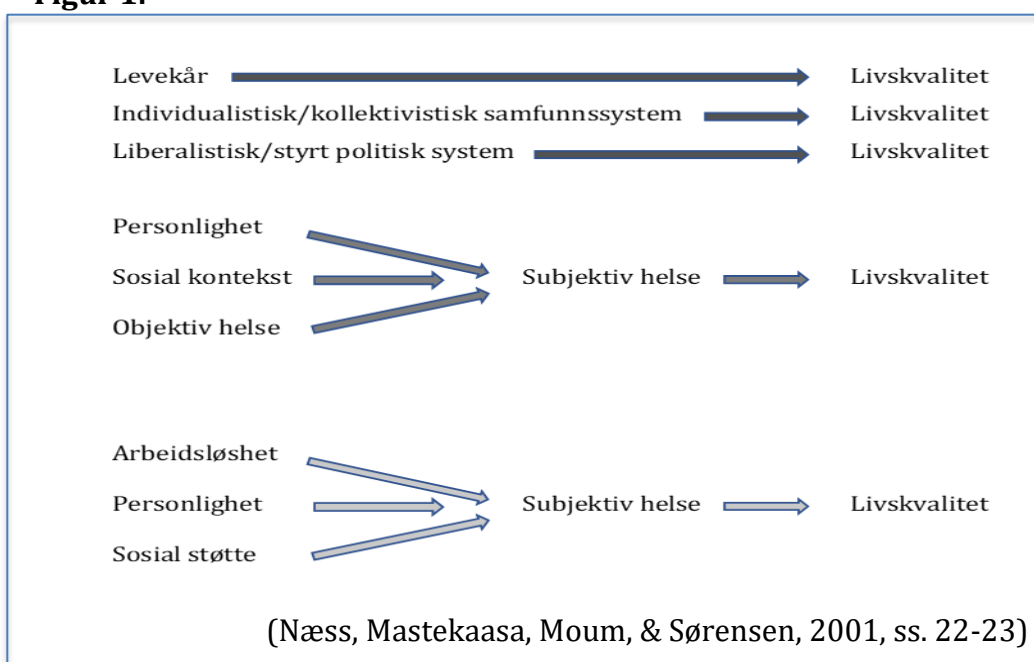 Figur 1.
Levekår Livskvalitet
Individualistisk/kollektivistisk samfunnssystem Livskvalitet
Liberalistisk/styrt politisk system Livskvalitet
Personlighet
Sosial kontekst Subjektiv helse Livskvalitet
Objektiv helse
Arbeidsløshet
Personlighet Subjektiv helse Livskvalitet
Sosial støtte
(Næss, Mastekaasa, Moum, & Sørensen, 2001, ss. 22-23)